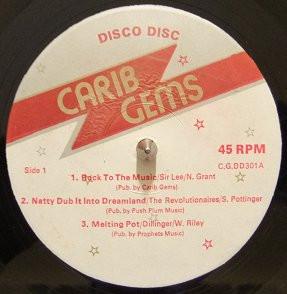 DISCO DISC
CARIB
GEMS
Side 1
45 RPM
C.G.DD301A
1. Back To The Music/Sir Lee/N. Grant
(Pub. by Carib Gems)
2. Natty Dub It Into Dreamland/The Revolutionaires/S. Pottinger
(Pub. by Push Plum Music)
3. Melting Pot/Dillinger/W. Riley
(Pub. by Prophets Music)